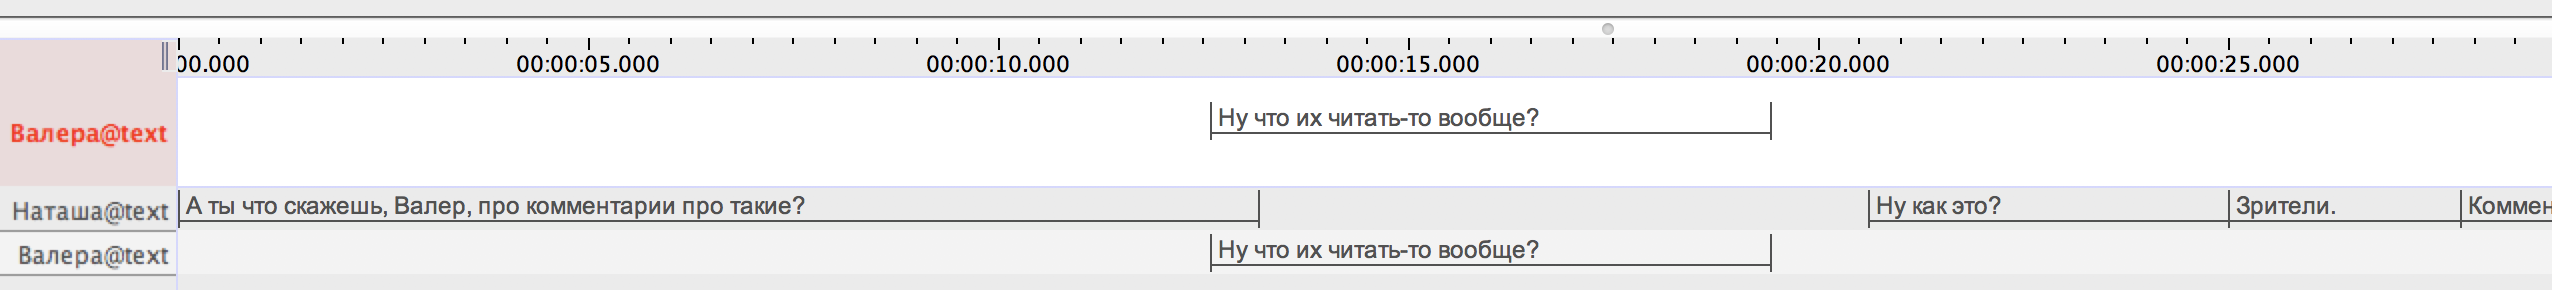 00.000 00:00:05.000 00:00:10.000 00:00:15.000 00:00:20.000 00:00:25.000
Валера@text Ну что их читать-то вообще?
Наташа@text А ты что скажешь, Валер, про комментарии про такие? Ну как это? Зрители. Коммен
Валера@text Ну что их читать-то вообще?